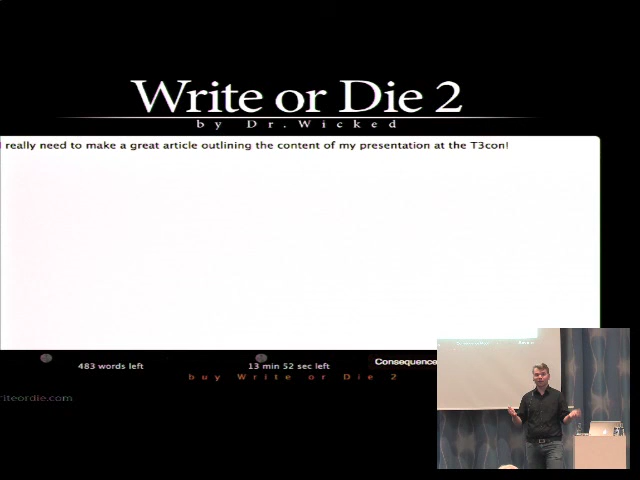 Write or Die 2
by Dr.Wicked
I really need to make a great article outlining the content of my presentation at the T3con!
483 words left
13 min 52 sec left
Consequence
buy Write or Die 2
riteordie.com